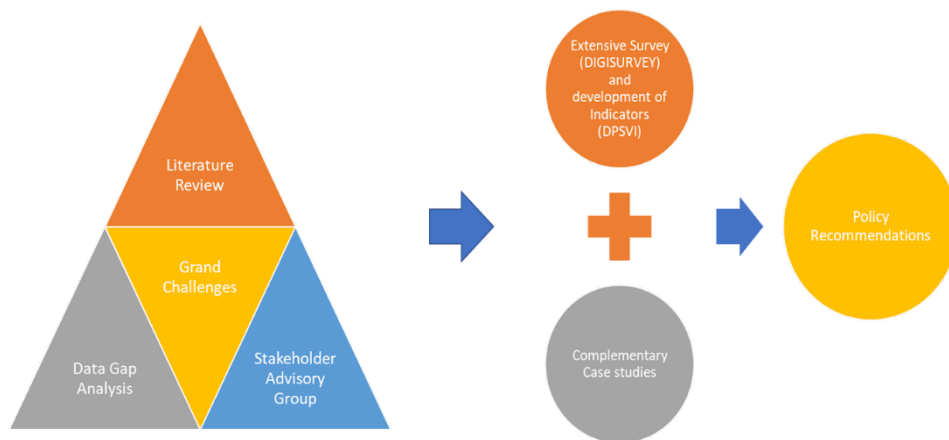 Literature
Review
Grand
Challenges
Data Gap
Analysis
Stakeholder
Advisory
Group
Extensive Survey
(DIGISURVEY)
and
development of
Indicators
(DPSVI)
Complementary
Case studies
Policy
Recommendations